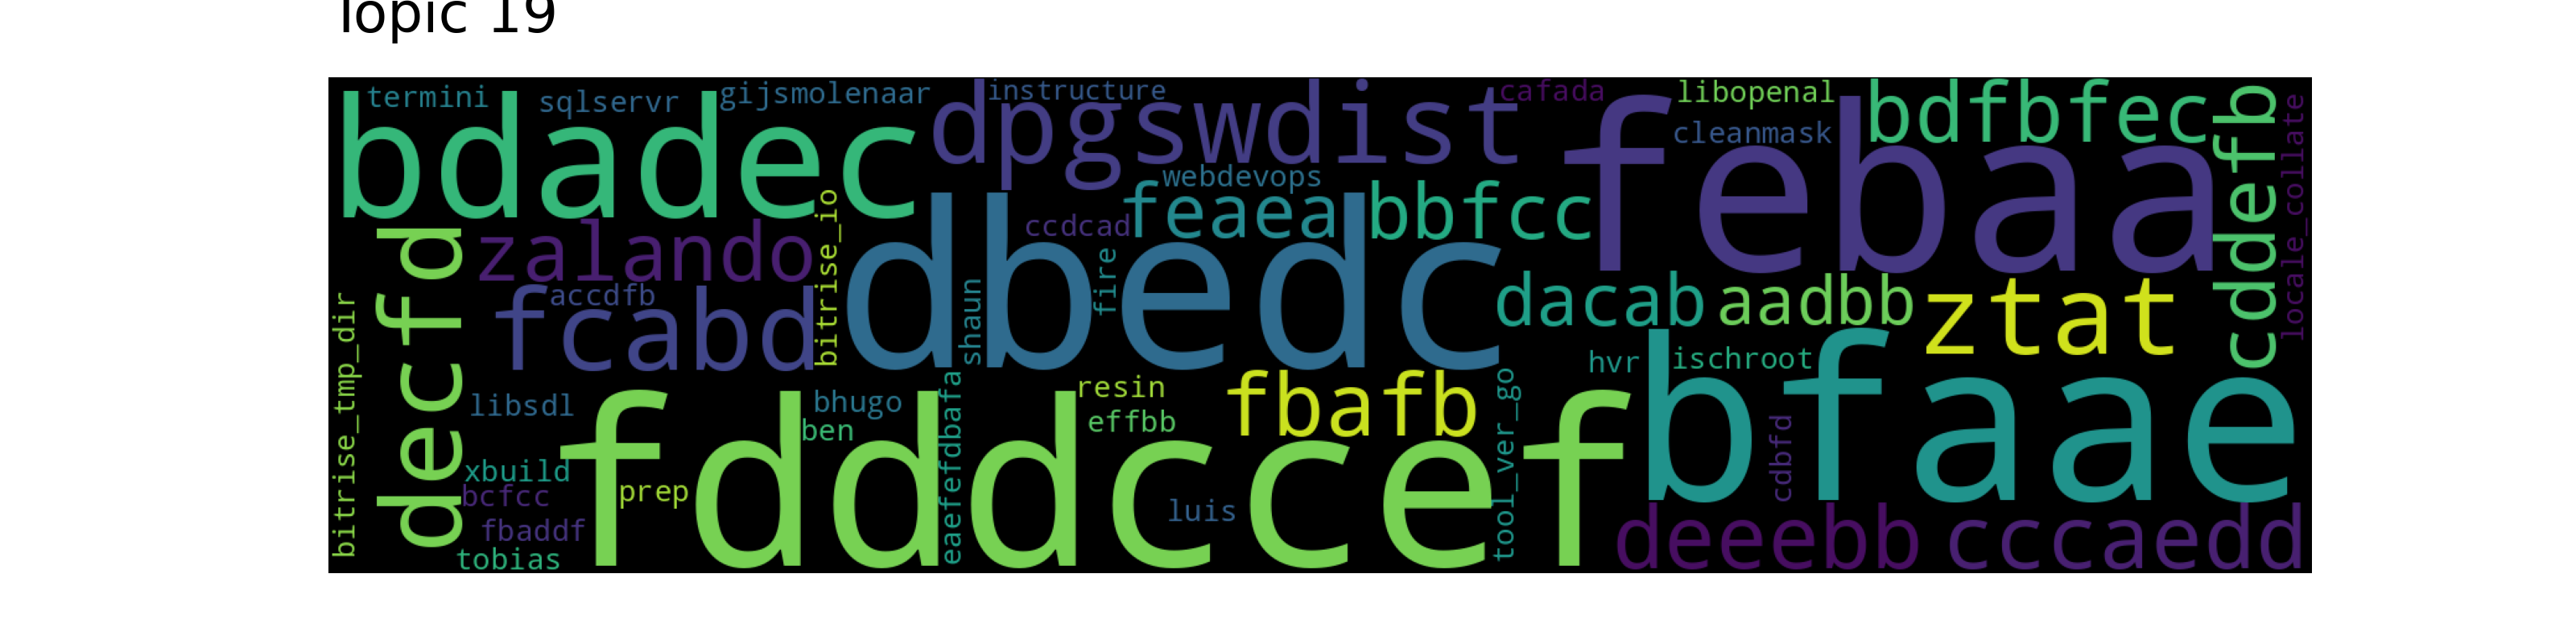 Topic 19
termini
sqlservr
gijsmolenaar
instructure
cafada
libopenal
bdfbfec
bdadec
dpgswdist
cleanmask
febaa
cddefb
locale_collate
webdevops
feaea
bbfcc
ccdcad
zalando
bitrise_io
dbedc
fire
shaun
decfd
accdfb
fcabd
dacab
aadbb
ztat
bitrise_tmp_dir
hvr
ischroot
bfaae
libsdl
bhugo
ben
resin
effbb
fbafb
tool_ver_go
eaefefdbafa
cdbfd
xbuild
bcfcc
prep
fdddccef
luis
fbaddf
tobias
deeebb
cccaedd